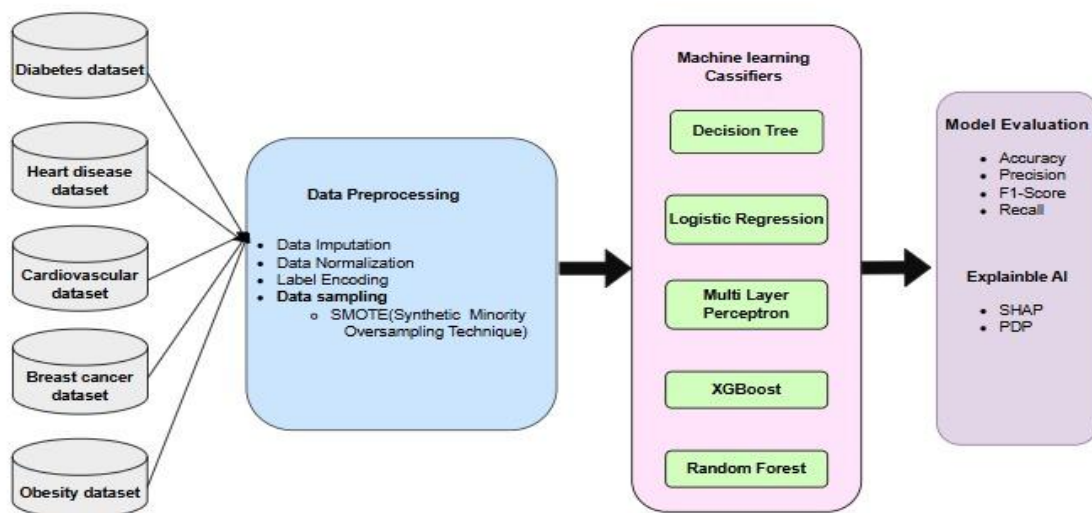 Diabetes dataset
Heart disease
dataset
Cardiovascular
dataset
Breast cancer
dataset
Obesity dataset
Data Preprocessing
• Data Imputation
• Data Normalization
• Label Encoding
• Data sampling
o SMOTE(Synthetic Minority
Oversampling Technique)
Machine learning
Cassifiers
Decision Tree
Logistic Regression
Multi Layer
Perceptron
XGBoost
Random Forest
Model Evaluation
• Accuracy
• Precision
• F1-Score
• Recall
Explainble AI
• SHAP
• PDP